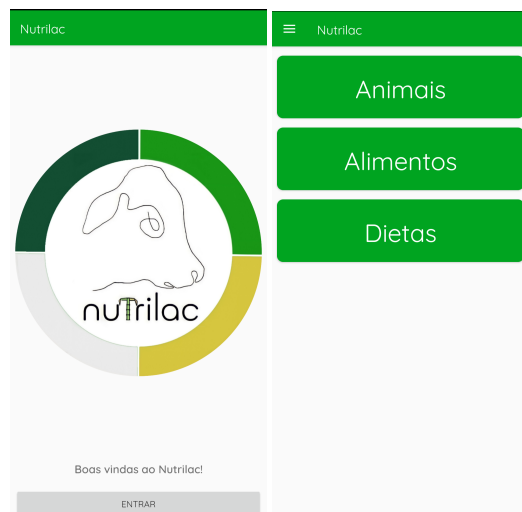 Nutrilac
nuTrilac
Boas vindas ao Nutrilac!
ENTRAR
Nutrilac
Animais
Alimentos
Dietas